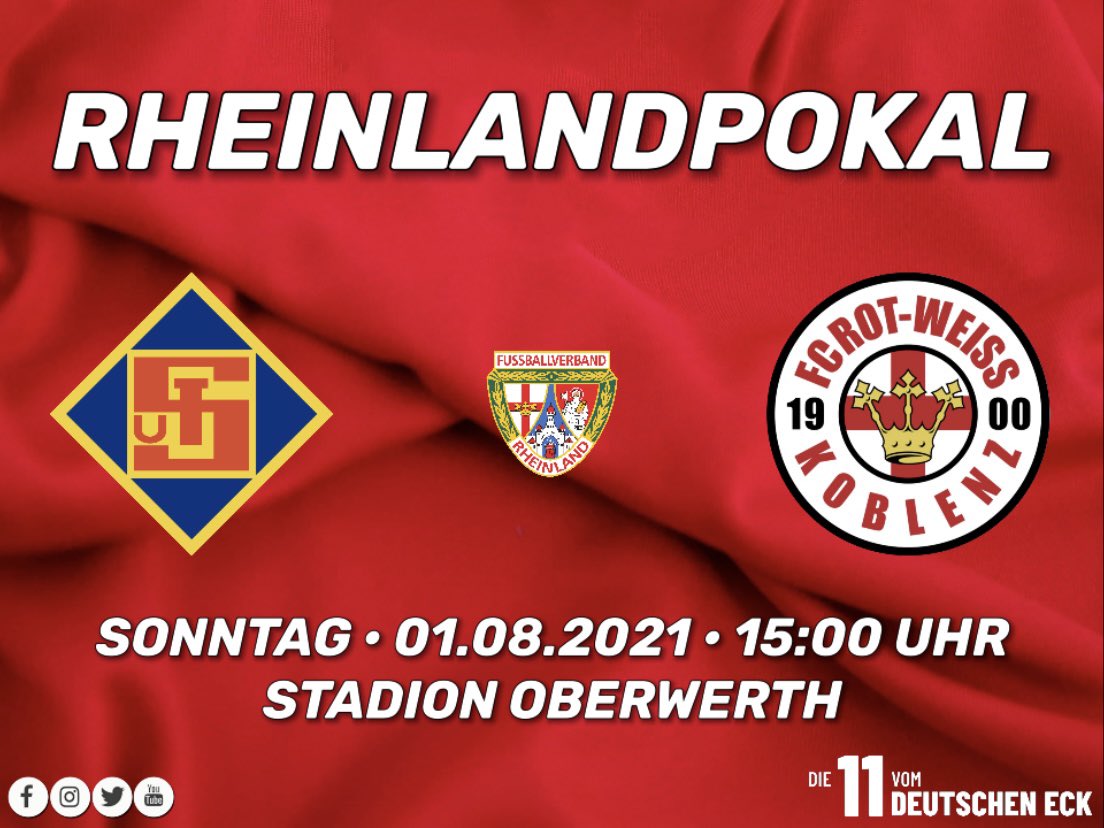 RHEINLANDPOKAL
TuS
FUSSBALLVERBAND
RHEINLAND
FC ROT-WEISS
19 00
KOBLENZ
SONNTAG • 01.08.2021 • 15:00 UHR
STADION OBERWERTH
You
Tube
DIE 11 VOM
DEUTSCHEN ECK